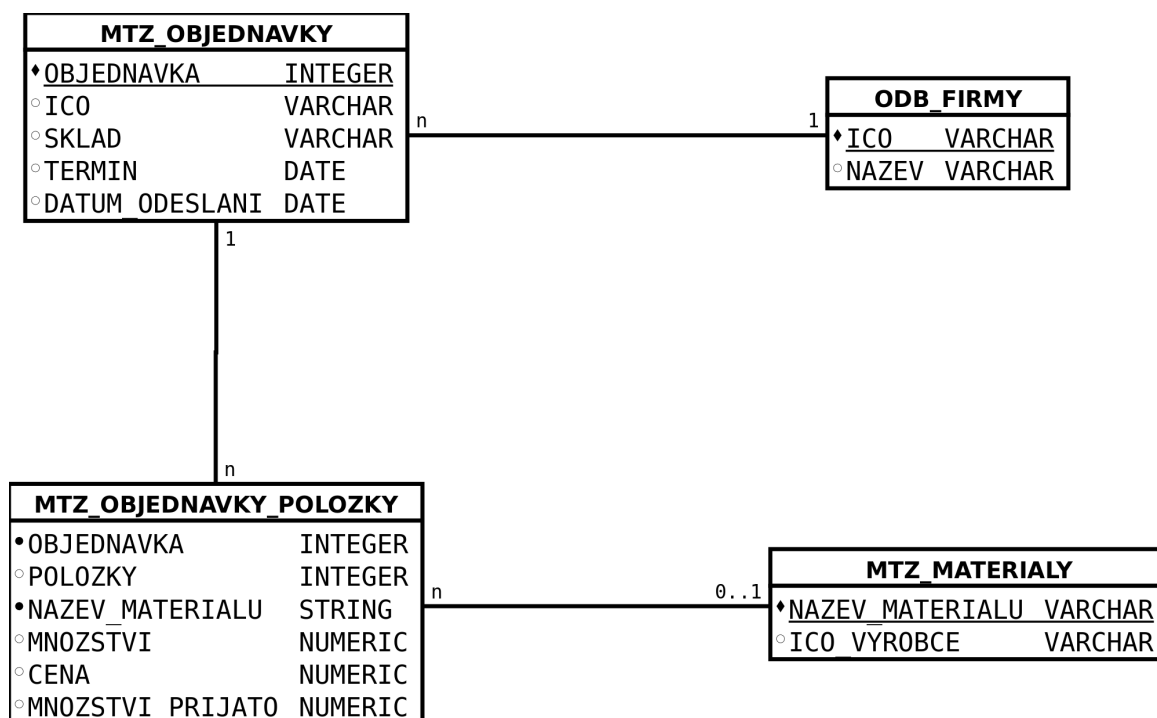 MTZ_OBJEDNAVKY
OBJEDNAVKA INTEGER
ICO VARCHAR
SKLAD VARCHAR
TERMIN DATE
DATUM_ODESLANI DATE
n
1
ODB_FIRMY
ICO VARCHAR
NAZEV VARCHAR
1
n
MTZ_OBJEDNAVKY_POLOZKY
OBJEDNAVKA INTEGER
POLOZKY INTEGER
NAZEV_MATERIALU STRING
MNOZSTVI NUMERIC
CENA NUMERIC
MNOZSTVI_PRIJATO NUMERIC
n
0..1
MTZ_MATERIALY
NAZEV_MATERIALU VARCHAR
ICO_VYROBCE VARCHAR